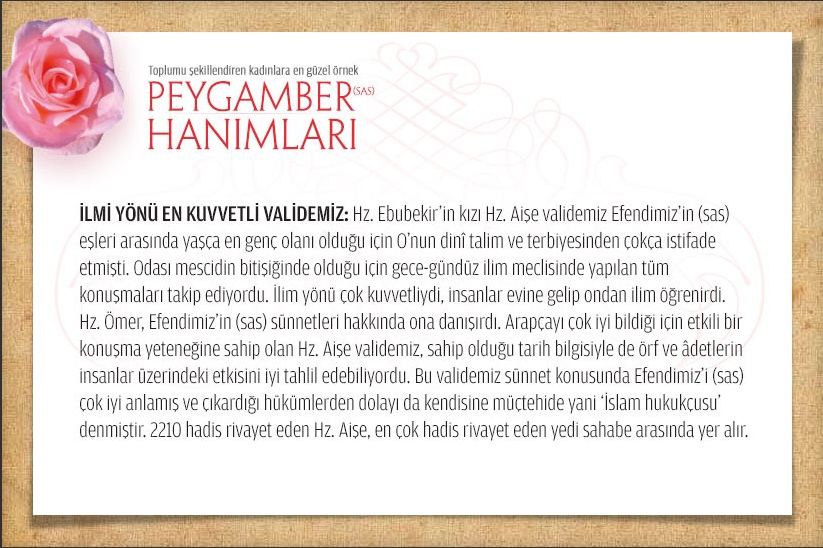 Toplumu şekillendiren kadınlara en güzel örnek
PEYGAMBER (SAS)
HANIMLARI
İLMİ YÖNÜ EN KUVVETLİ VALİDEMİZ: Hz. Ebubekir’in kızı Hz. Aişe validemiz Efendimiz’in (sas)
eşleri arasında yaşça en genç olanı olduğu için O’nun dinî talim ve terbiyesinden çokça istifade
etmişti. Odası mescidin bitişiğinde olduğu için gece-gündüz ilim meclisinde yapılan tüm
konuşmaları takip ediyordu. İlim yönü çok kuvvetliydi, insanlar evine gelip ondan ilim öğrenirdi.
Hz. Ömer, Efendimiz’in (sas) sünnetleri hakkında ona danışırdı. Arapçayı çok iyi bildiği için etkili bir
konuşma yeteneğine sahip olan Hz. Aişe validemiz, sahip olduğu tarih bilgisiyle de örf ve âdetlerin
insanlar üzerindeki etkisini iyi tahlil edebiliyordu. Bu validemiz sünnet konusunda Efendimiz’i (sas)
çok iyi anlamış ve çıkardığı hükümlerden dolayı da kendisine müçtehide yani ‘İslam hukukçusu’
denmiştir. 2210 hadis rivayet eden Hz. Aişe, en çok hadis rivayet eden yedi sahabe arasında yer alır.